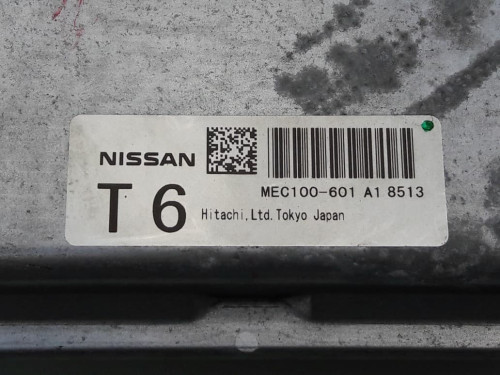 NISSAN
T 6
MEC100-601 A1 8513
Hitachi,Ltd.Tokyo Japan